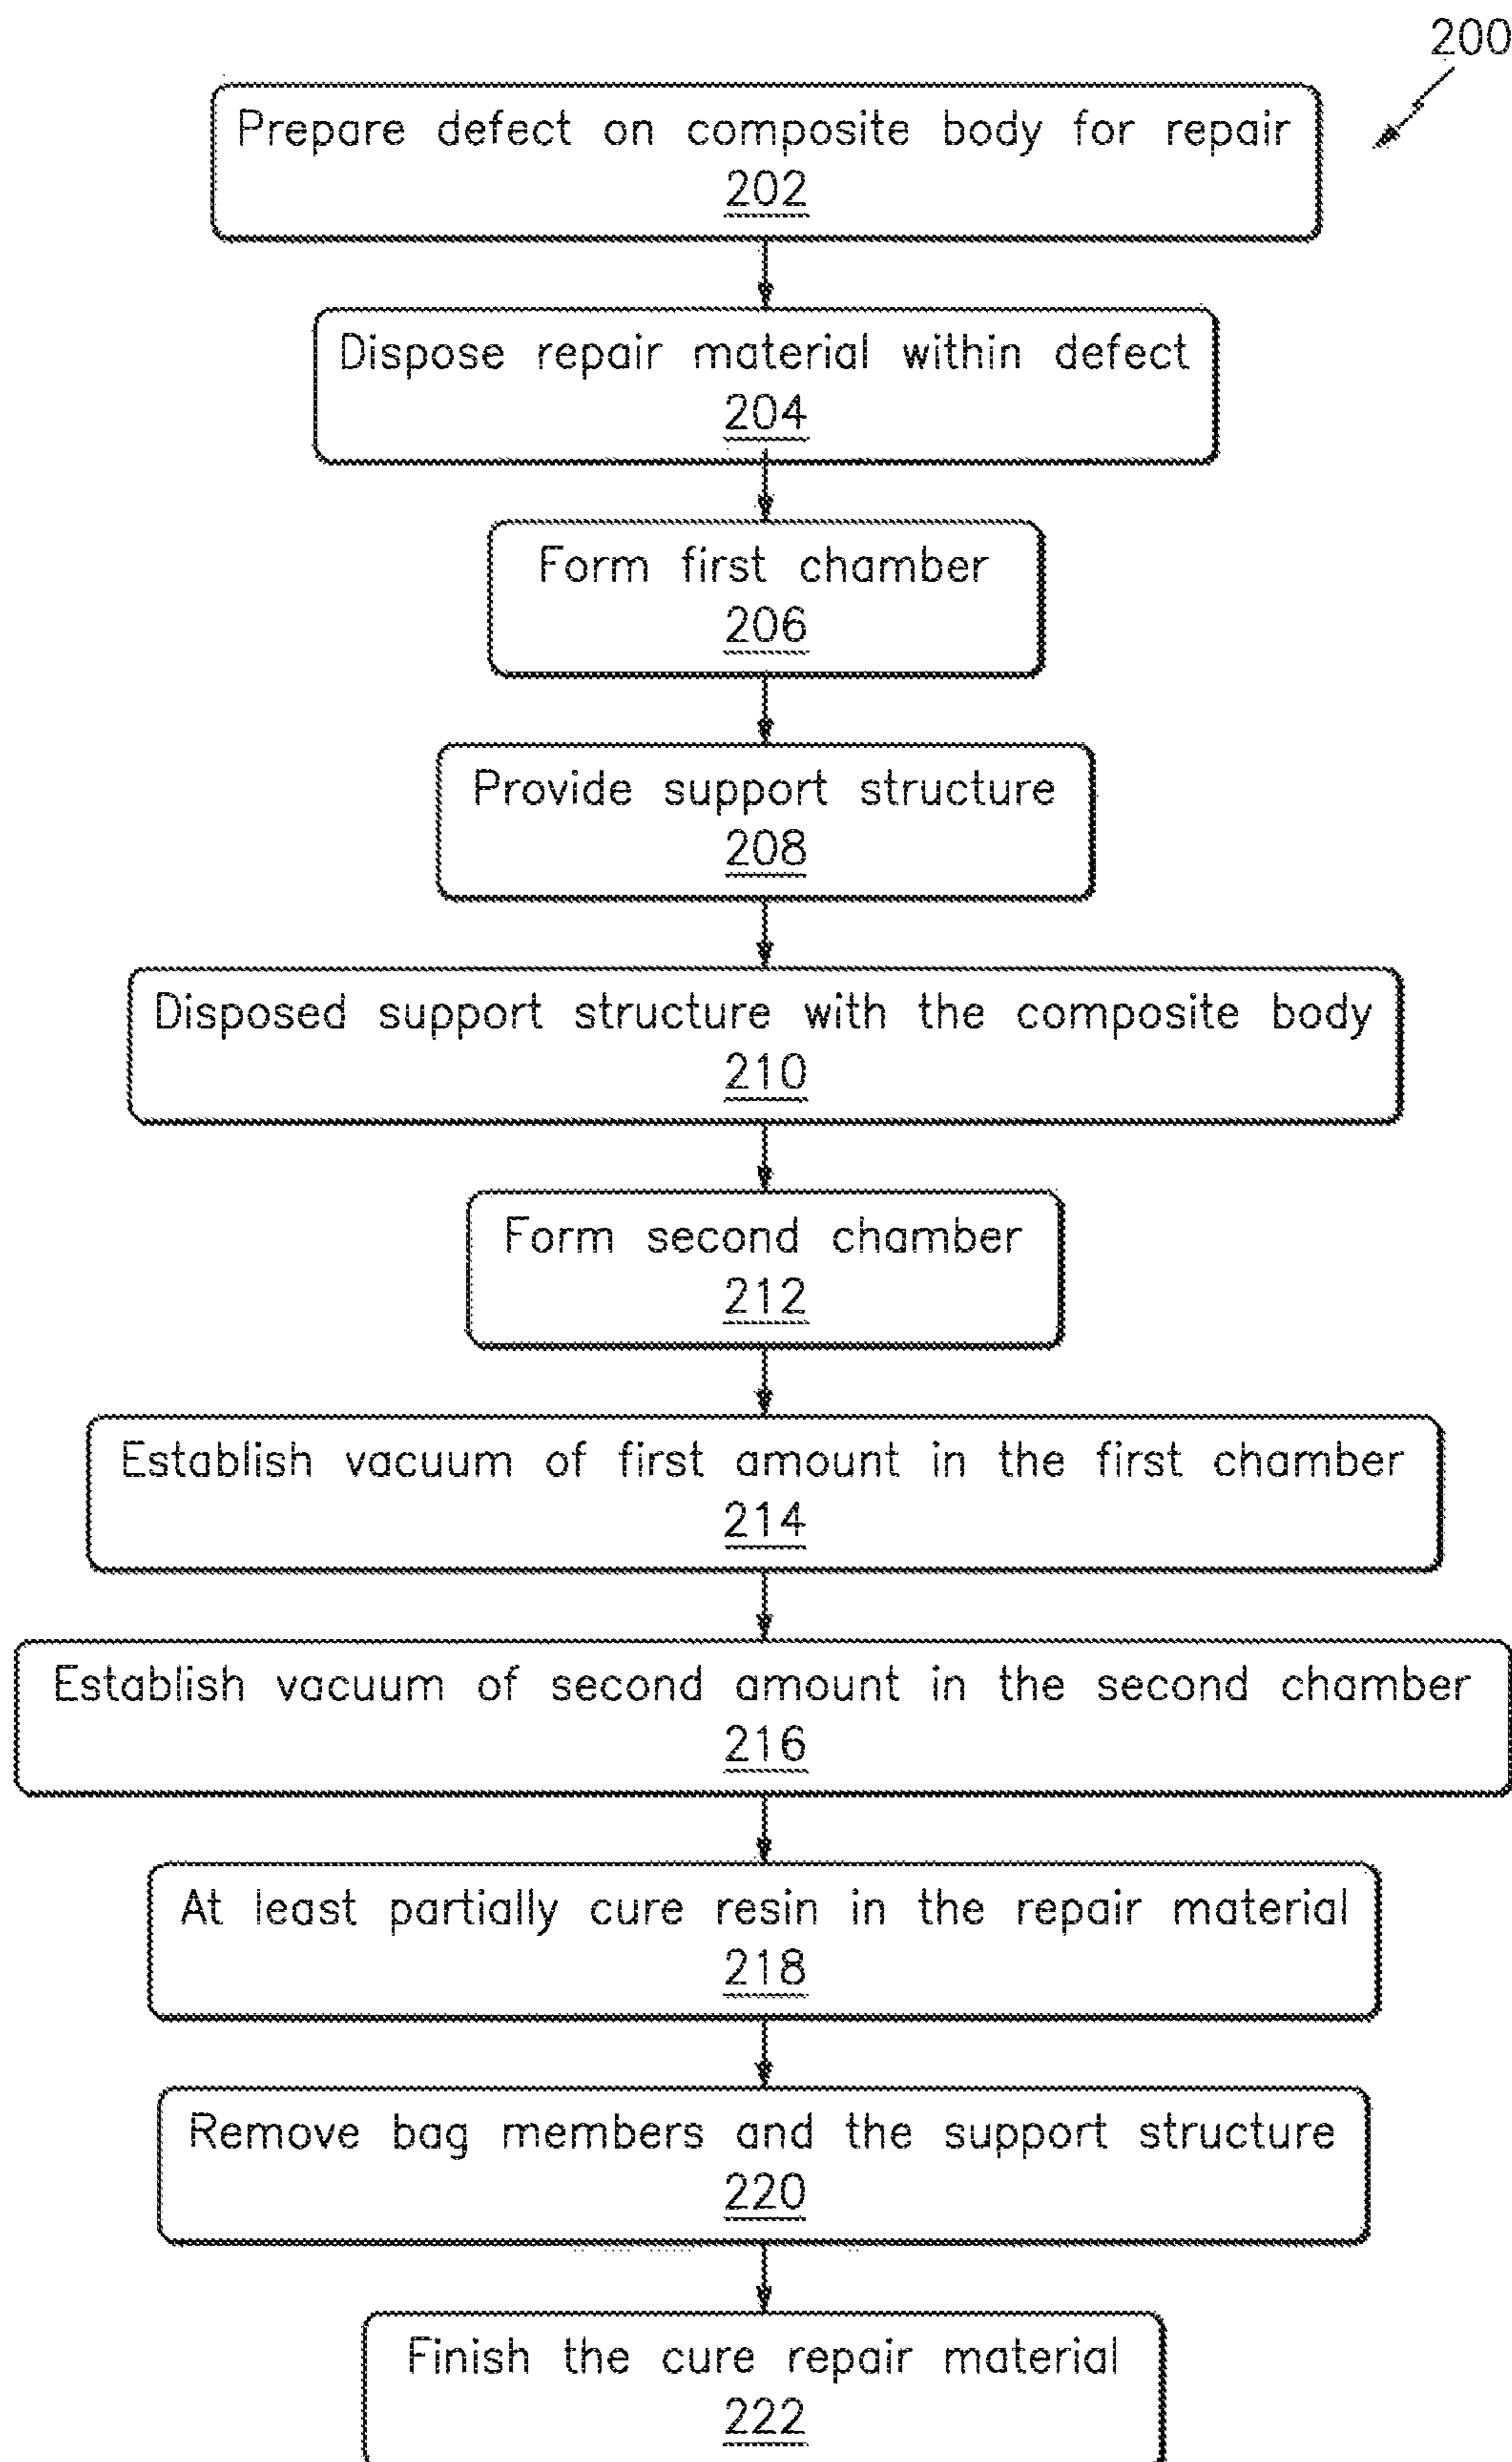 200
Prepare defect on composite body for repair
202
Dispose repair material within defect
204
Form first chamber
206
Provide support structure
208
Disposed support structure with the composite body
210
Form second chamber
212
Establish vacuum of first amount in the first chamber
214
Establish vacuum of second amount in the second chamber
216
At least partially cure resin in the repair material
218
Remove bag members and the support structure
220
Finish the cure repair material
222